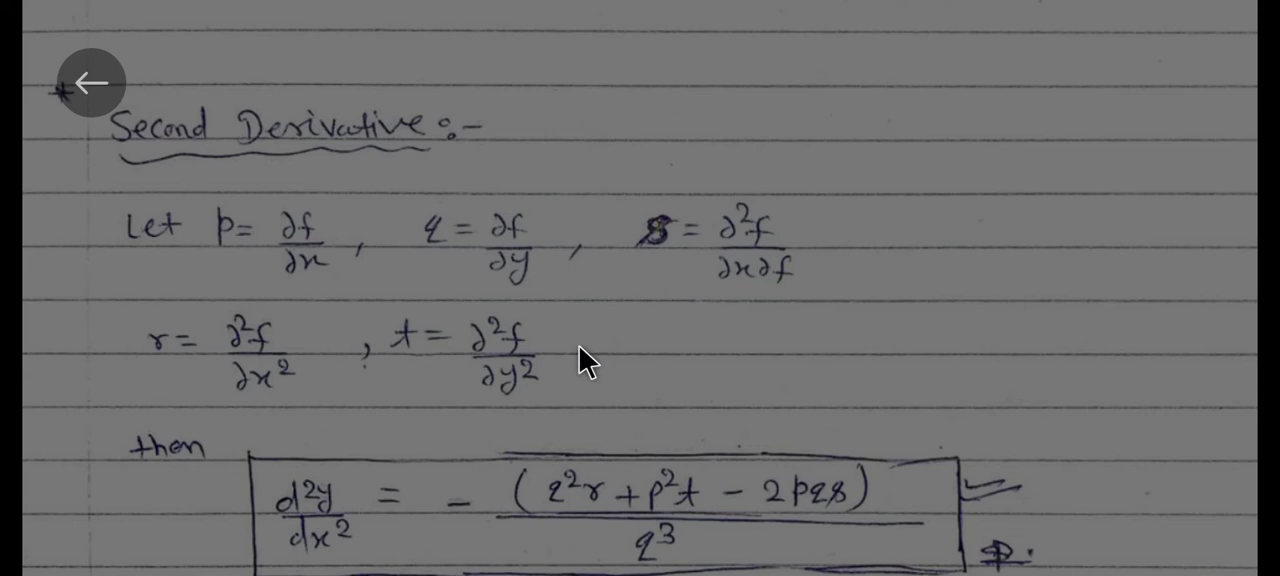 Second Derivative :-
Let p = ∂f/∂x , q = ∂f/∂y , s = ∂²f/∂x∂f
r = ∂²f/∂x² , t = ∂²f/∂y²
then
d²y/dx² = - (q²r + p²t - 2pqs)/q³